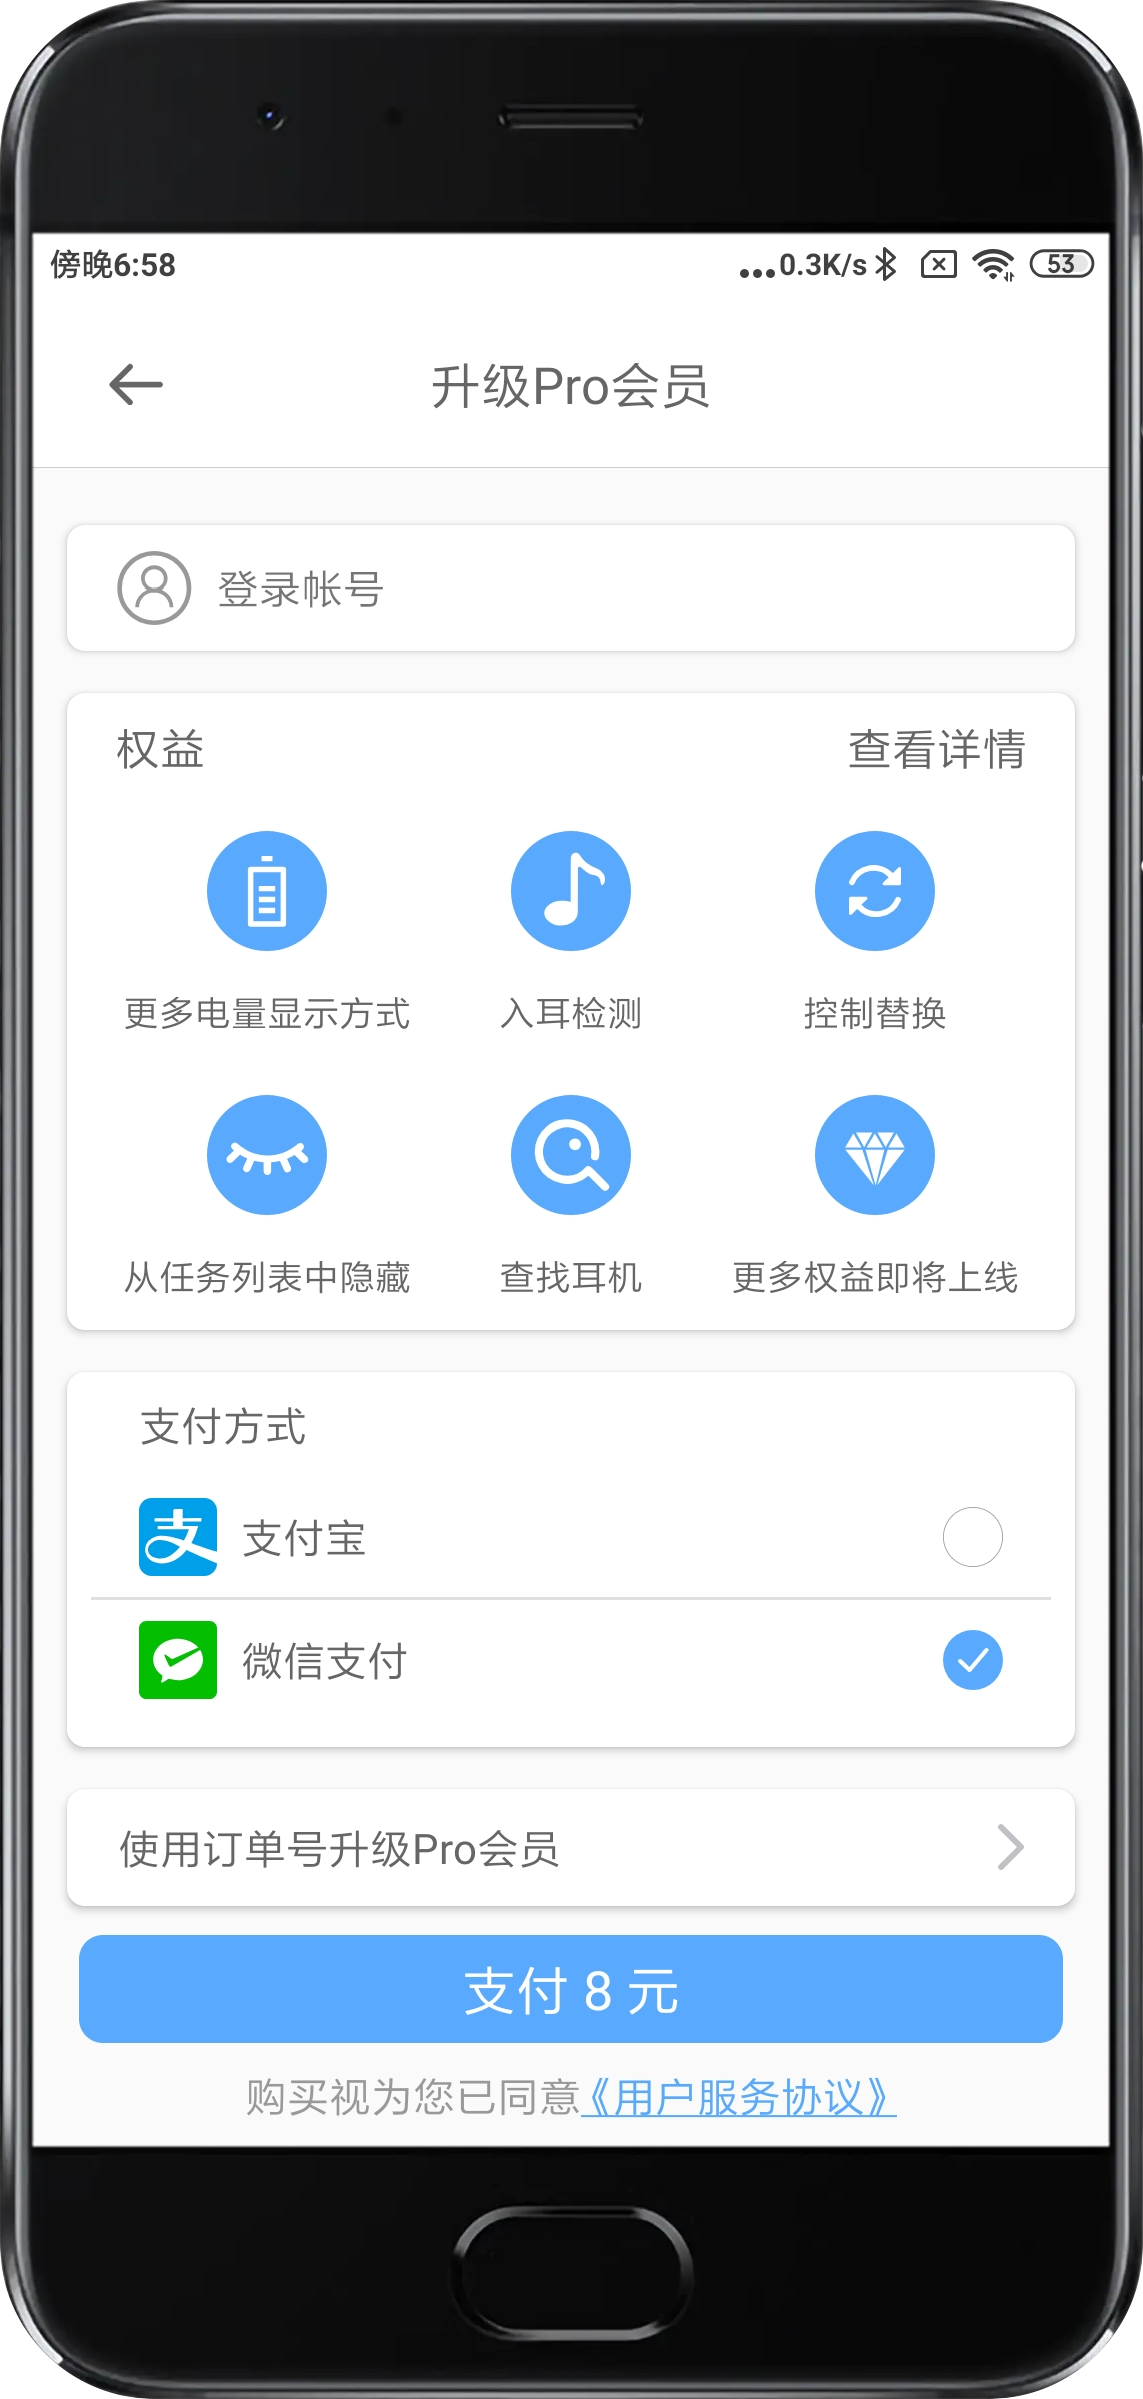 傍晚6:58 ...0.3K/s 53
升级Pro会员
登录帐号
权益 查看详情
更多电量显示方式 入耳检测 控制替换
从任务列表中隐藏 查找耳机 更多权益即将上线
支付方式
支 支付宝
微信支付
使用订单号升级Pro会员
支付 8 元
购买视为您已同意《用户服务协议》